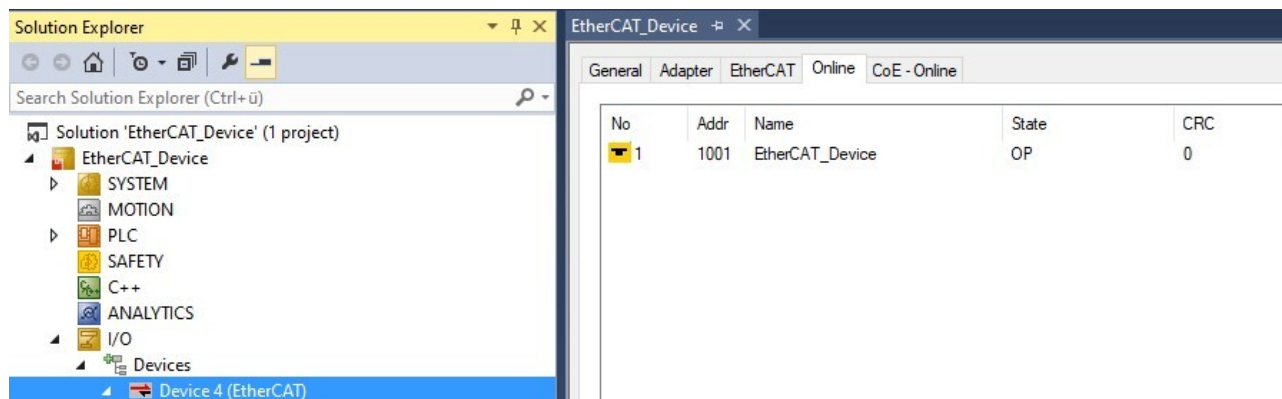 Solution Explorer
Search Solution Explorer (Ctrl+ü)
Solution 'EtherCAT_Device' (1 project)
EtherCAT_Device
SYSTEM
MOTION
PLC
SAFETY
C++
ANALYTICS
I/O
Devices
Device 4 (EtherCAT)
EtherCAT_Device
General Adapter EtherCAT Online CoE - Online
No Addr Name State CRC
1 1001 EtherCAT_Device OP 0